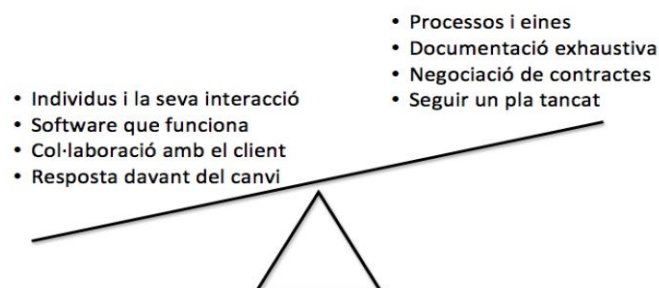 • Processos i eines
• Documentació exhaustiva
• Negociació de contractes
• Seguir un pla tancat
• Individus i la seva interacció
• Software que funciona
• Col·laboració amb el client
• Resposta davant del canvi